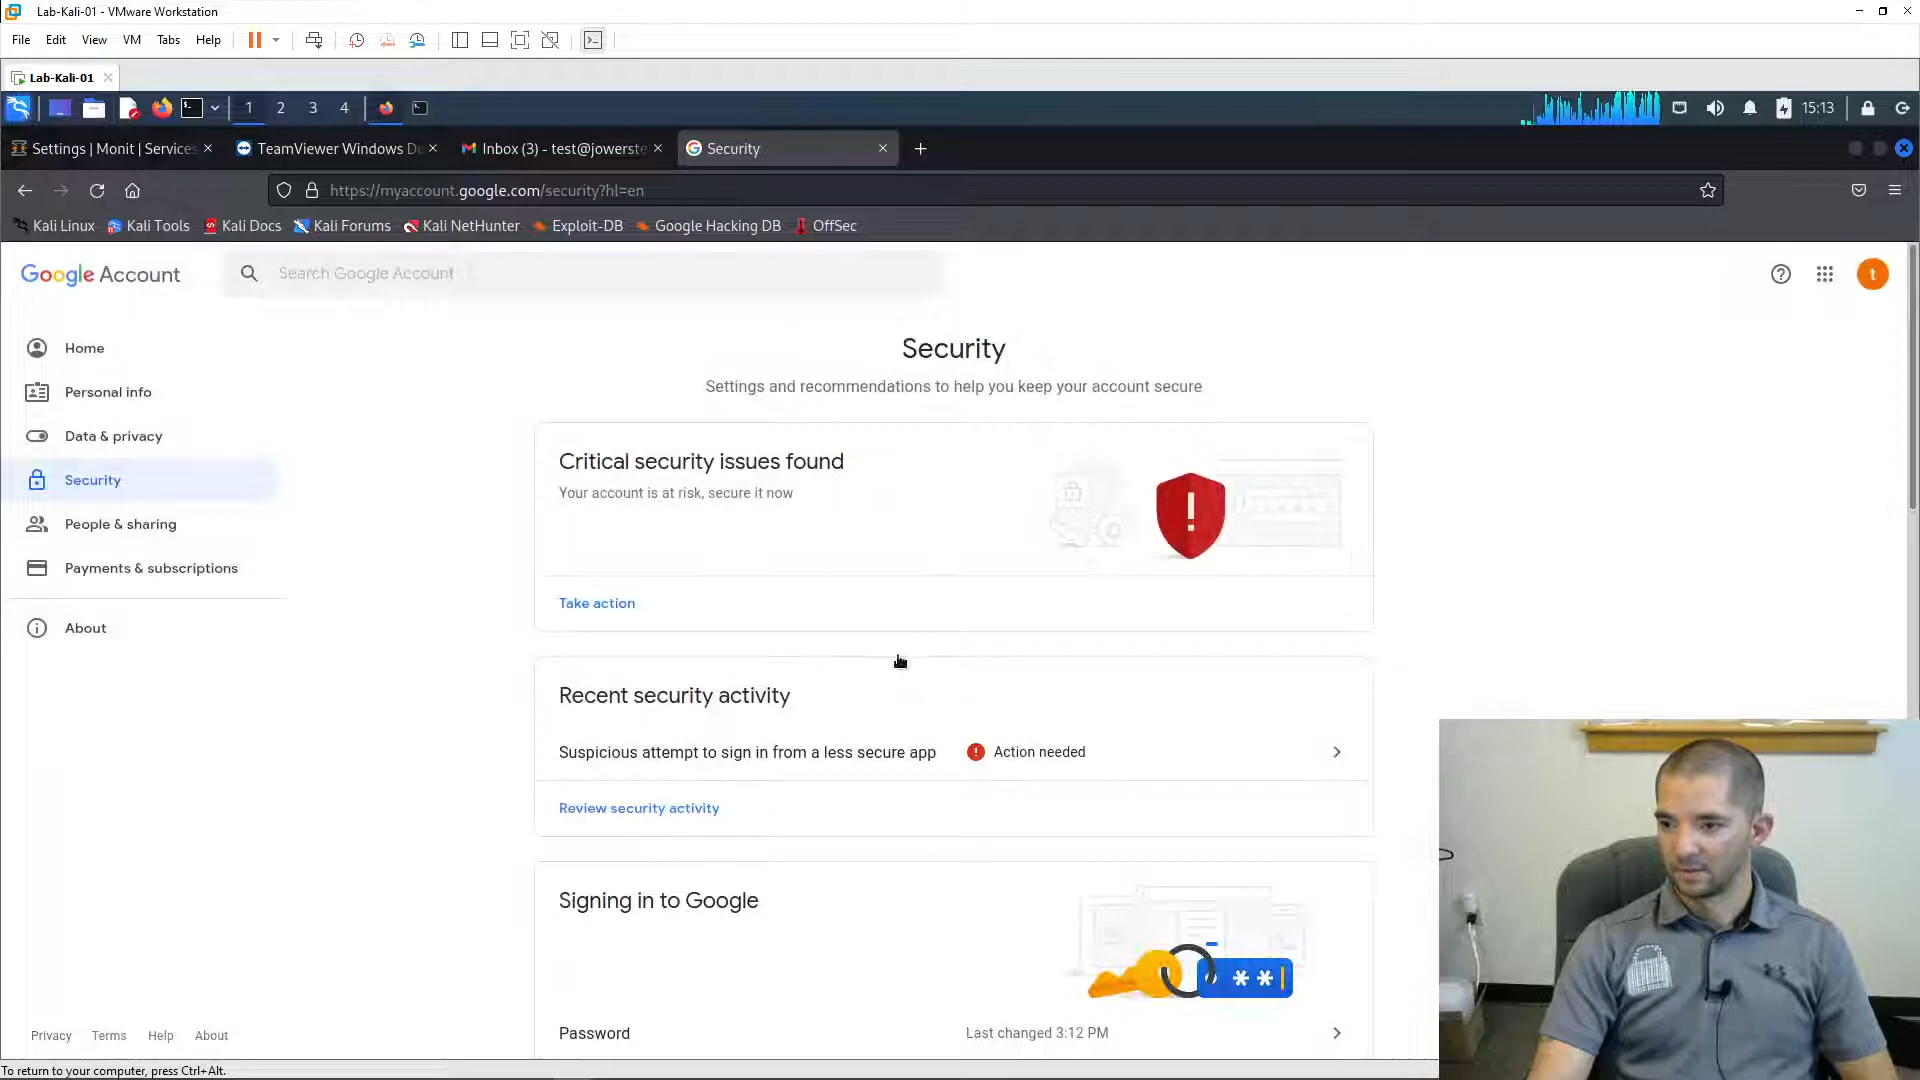 Lab-Kali-01 - VMware Workstation
File Edit View VM Tabs Help
Lab-Kali-01
1 2 3 4 15:13
Settings | Monit | Services TeamViewer Windows Do Inbox (3) - test@jowerste Security
https://myaccount.google.com/security?hl=en
Kali Linux Kali Tools Kali Docs Kali Forums Kali NetHunter Exploit-DB Google Hacking DB OffSec
Google Account Search Google Account t
Home
Personal info
Data & privacy
Security
People & sharing
Payments & subscriptions
About
Security
Settings and recommendations to help you keep your account secure
Critical security issues found
Your account is at risk, secure it now
Take action
Recent security activity
Suspicious attempt to sign in from a less secure app Action needed
Review security activity
Signing in to Google
Password Last changed 3:12 PM
Privacy Terms Help About
To return to your computer, press Ctrl+Alt.